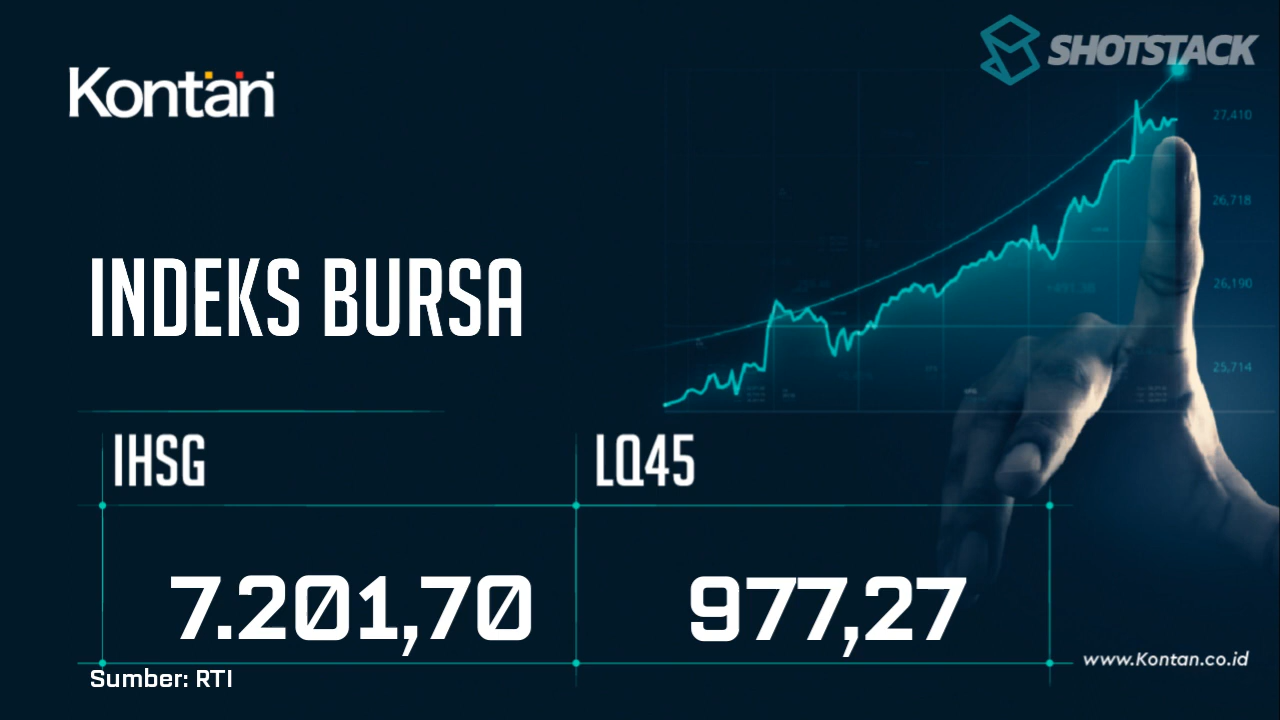 SHOTSTACK
Kontan
27,410
26,718
26,190
25,714
INDEKS BURSA
IHSG
LQ45
7.201,70
977,27
www.Kontan.co.id
Sumber: RTI